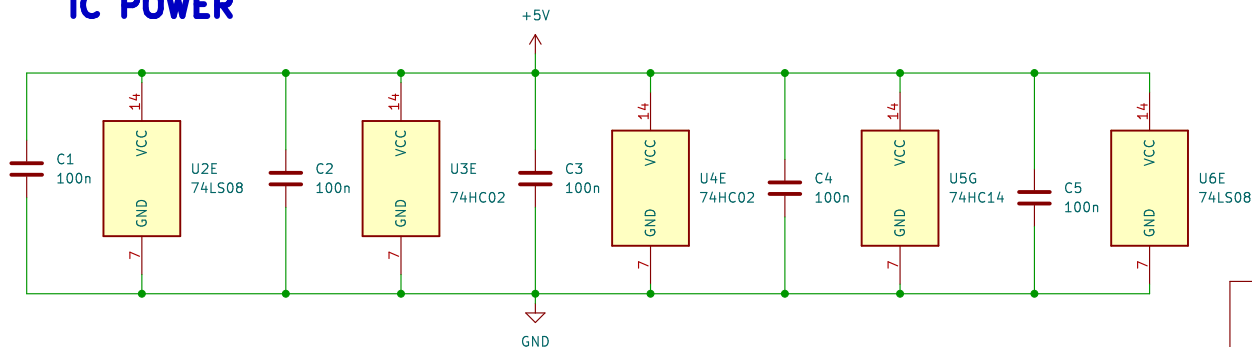 IC POWER
+5V
14
VCC
GND
7
C1
100n
U2E
74LS08
C2
100n
14
VCC
GND
7
U3E
74HC02
C3
100n
14
VCC
GND
7
U4E
74HC02
C4
100n
14
VCC
GND
7
U5G
74HC14
C5
100n
14
VCC
GND
7
U6E
74LS08
GND